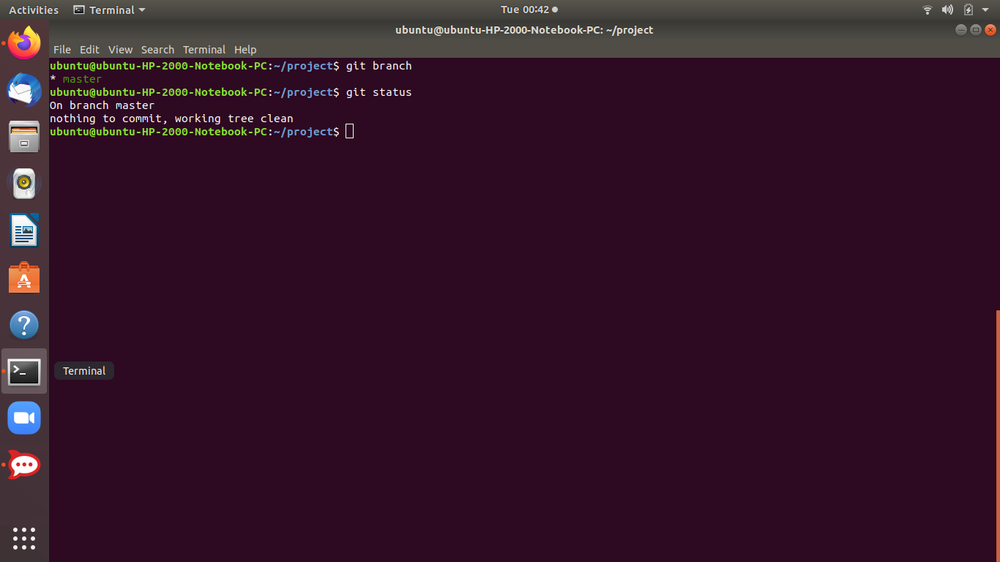 Activities Terminal Tue 00:42
ubuntu@ubuntu-HP-2000-Notebook-PC: ~/project
File Edit View Search Terminal Help
ubuntu@ubuntu-HP-2000-Notebook-PC:~/project$ git branch
* master
ubuntu@ubuntu-HP-2000-Notebook-PC:~/project$ git status
On branch master
nothing to commit, working tree clean
ubuntu@ubuntu-HP-2000-Notebook-PC:~/project$
Terminal